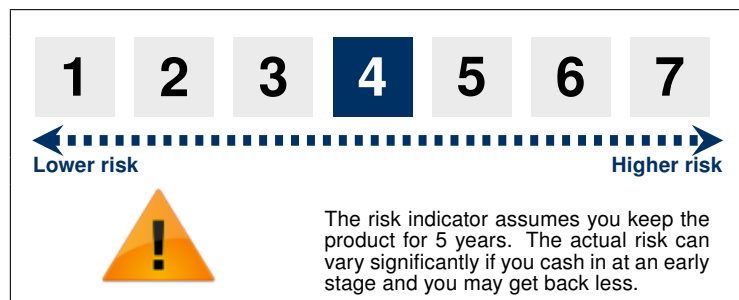 1 2 3 4 5 6 7
Lower risk Higher risk
!
The risk indicator assumes you keep the
product for 5 years. The actual risk can
vary significantly if you cash in at an early
stage and you may get back less.